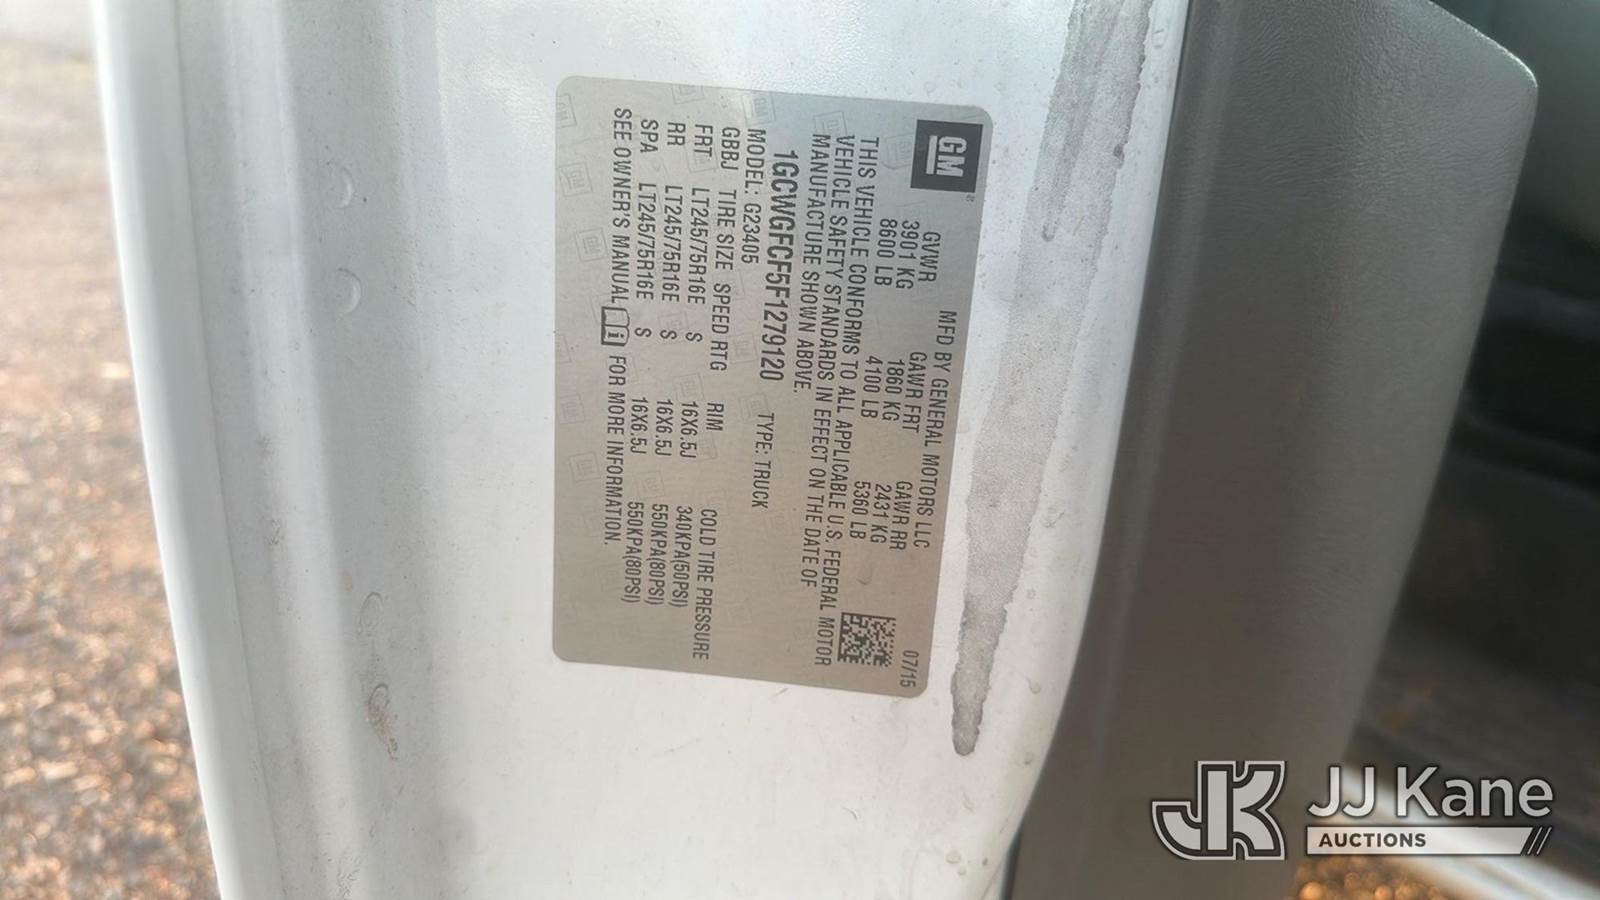 GM
MFD BY GENERAL MOTORS LLC
07/15
GVWR GAWR FRT GAWR RR
3901 KG 1860 KG 2431 KG
8600 LB 4100 LB 5360 LB
THIS VEHICLE CONFORMS TO ALL APPLICABLE U.S. FEDERAL MOTOR
VEHICLE SAFETY STANDARDS IN EFFECT ON THE DATE OF
MANUFACTURE SHOWN ABOVE.
1GCWGFCF5F1279120 TYPE: TRUCK
MODEL: G23405
GBBJ TIRE SIZE SPEED RTG RIM COLD TIRE PRESSURE
FRT LT245/75R16E S 16X6.5J 340KPA(50PSI)
RR LT245/75R16E S 16X6.5J 550KPA(80PSI)
SPA LT245/75R16E S 16X6.5J 550KPA(80PSI)
SEE OWNER'S MANUAL FOR MORE INFORMATION.
JK JJ Kane
AUCTIONS